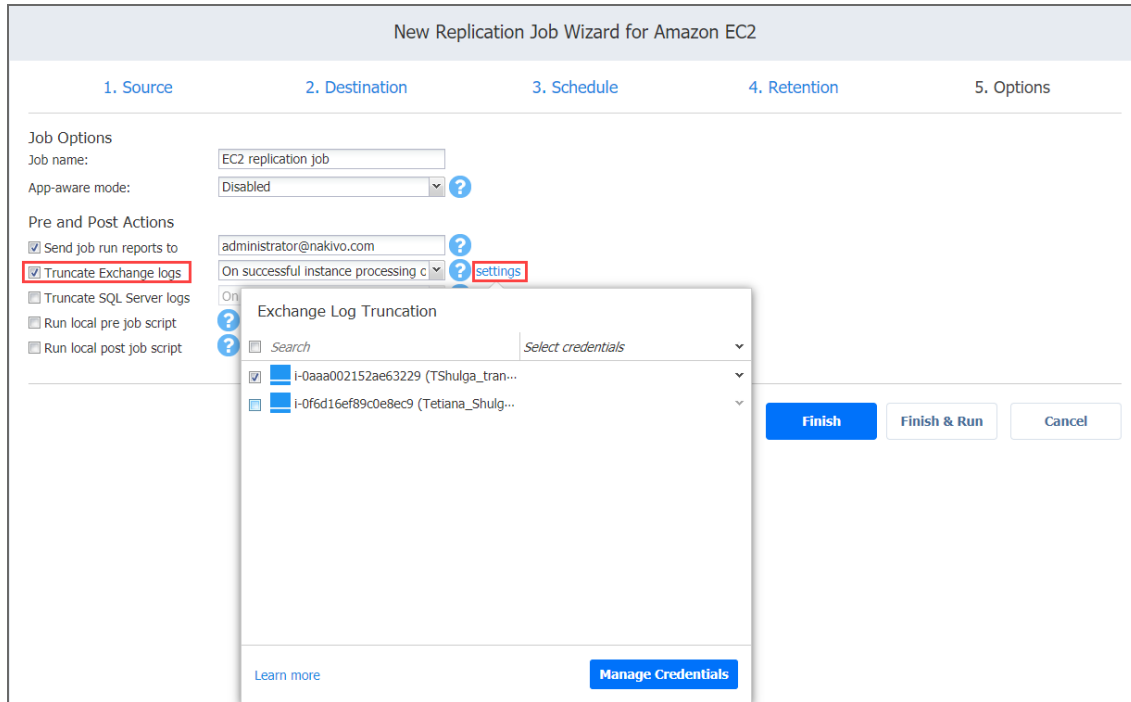 New Replication Job Wizard for Amazon EC2
1. Source 2. Destination 3. Schedule 4. Retention 5. Options
Job Options
Job name: EC2 replication job
App-aware mode: Disabled ?
Pre and Post Actions
Send job run reports to administrator@nakivo.com ?
Truncate Exchange logs On successful instance processing c ? settings
Truncate SQL Server logs On
Run local pre job script ?
Run local post job script ?
Exchange Log Truncation
Search Select credentials
i-0aaa002152ae63229 (TShulga_tran...
i-0f6d16ef89c0e8ec9 (Tetiana_Shulg...
Finish Finish & Run Cancel
Learn more Manage Credentials